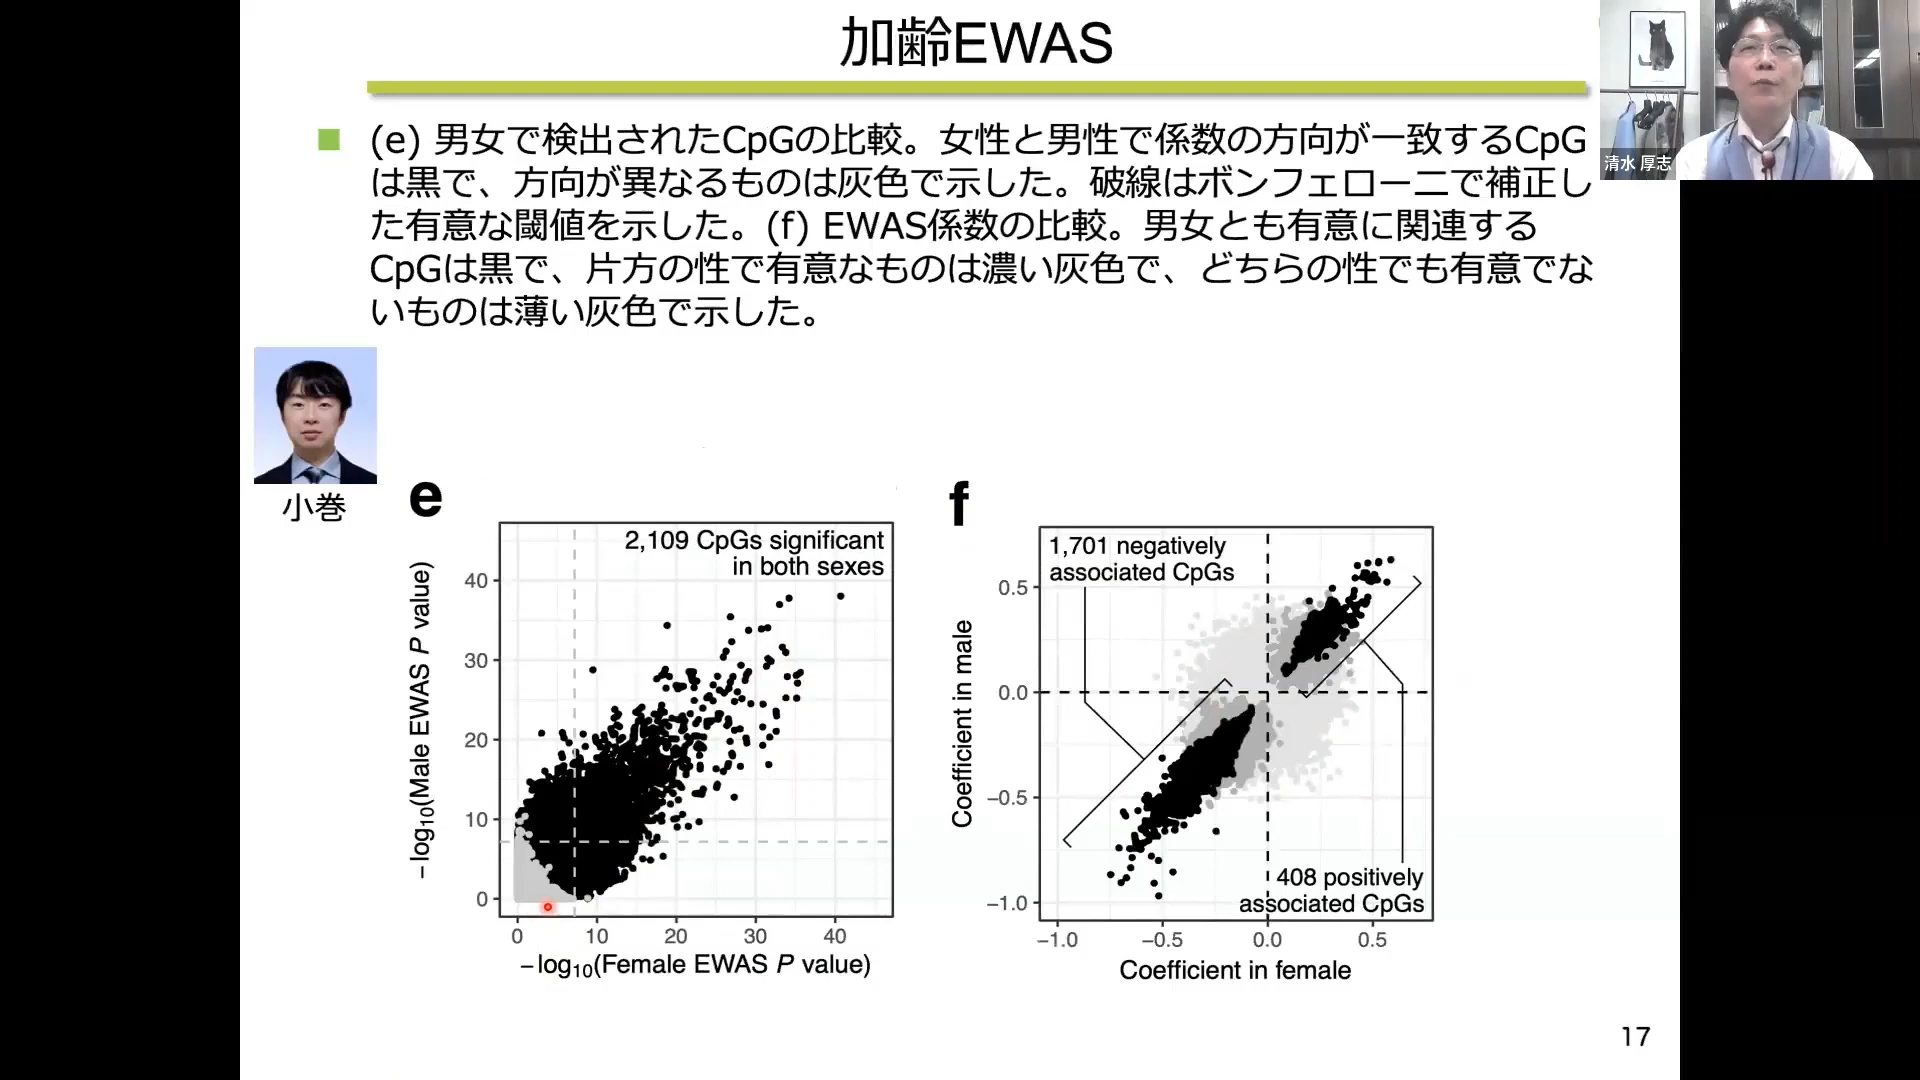 加齢EWAS
(e) 男女で検出されたCpGの比較。女性と男性で係数の方向が一致するCpG
は黒で、方向が異なるものは灰色で示した。破線はボンフェローニで補正し
た有意な閾値を示した。(f) EWAS係数の比較。男女とも有意に関連する
CpGは黒で、片方の性で有意なものは濃い灰色で、どちらの性でも有意でな
いものは薄い灰色で示した。
清水 厚志
小巻
e
2,109 CpGs significant
in both sexes
−log10(Male EWAS P value)
40
30
20
10
0
0 10 20 30 40
−log10(Female EWAS P value)
f
1,701 negatively
associated CpGs
Coefficient in male
0.5
0.0
−0.5
−1.0
408 positively
associated CpGs
−1.0 −0.5 0.0 0.5
Coefficient in female
17